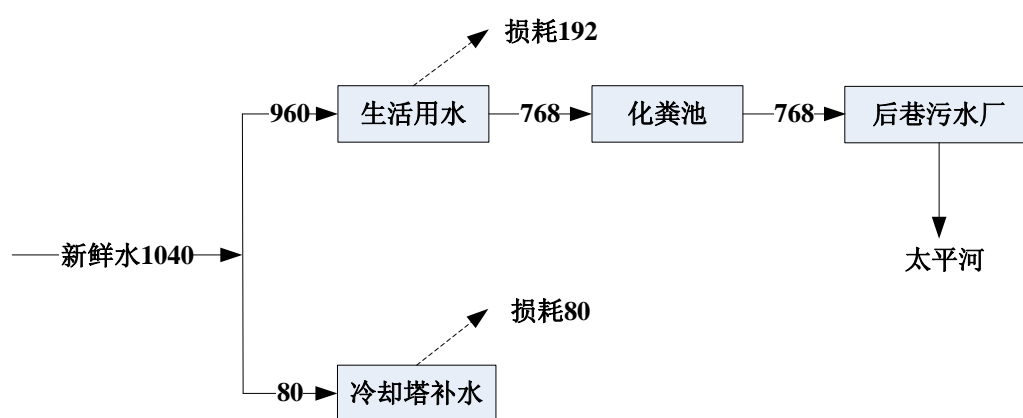 损耗192
960
生活用水
768
化粪池
768
后巷污水厂
新鲜水1040
太平河
损耗80
80
冷却塔补水